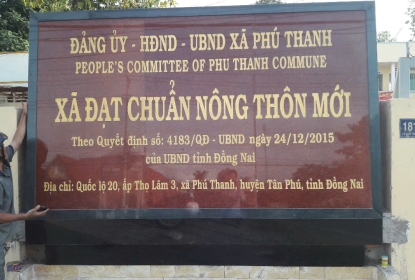 ĐẢNG ỦY - HĐND - UBND XÃ PHÚ THANH
PEOPLE'S COMMITTEE OF PHU THANH COMMUNE
XÃ ĐẠT CHUẨN NÔNG THÔN MỚI
Theo Quyết định số: 4183/QĐ - UBND ngày 24/12/2015
của UBND tỉnh Đồng Nai
Địa chỉ: Quốc lộ 20, ấp Thọ Lâm 3, xã Phú Thanh, huyện Tân Phú, tỉnh Đồng Nai